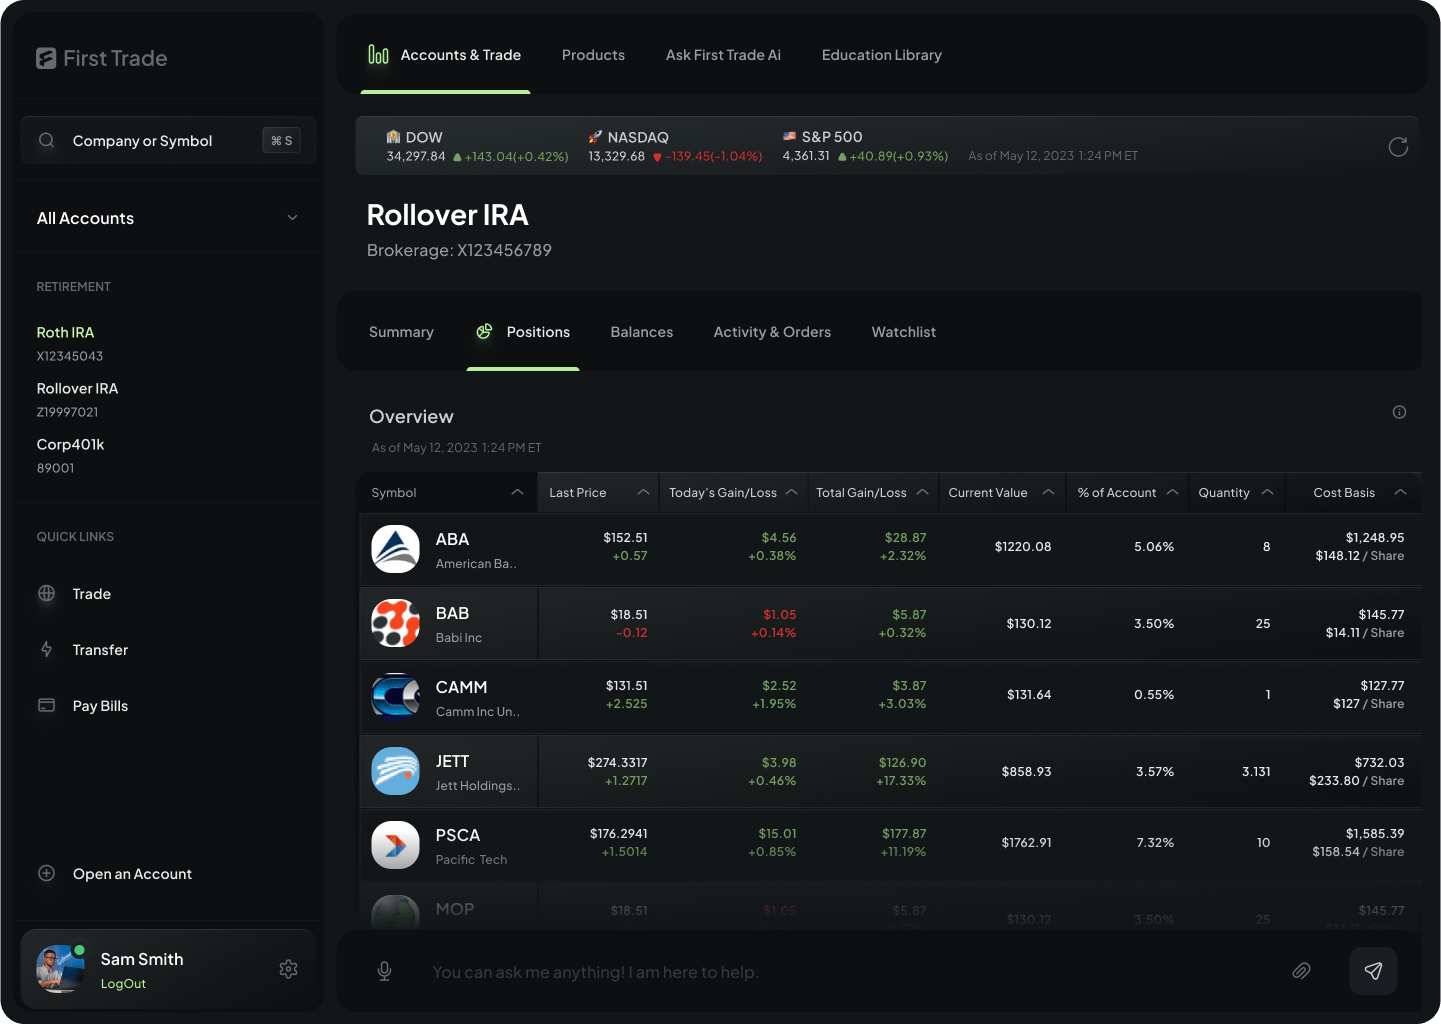 First Trade
Company or Symbol ⌘ S
All Accounts
RETIREMENT
Roth IRA
X12345043
Rollover IRA
Z19997021
Corp401k
89001
QUICK LINKS
Trade
Transfer
Pay Bills
Open an Account
Sam Smith
LogOut
Accounts & Trade Products Ask First Trade Ai Education Library
DOW NASDAQ S&P 500
34,297.84 +143.04(+0.42%) 13,329.68 -139.45(-1.04%) 4,361.31 +40.89(+0.93%) As of May 12, 2023 1:24 PM ET
Rollover IRA
Brokerage: X123456789
Summary Positions Balances Activity & Orders Watchlist
Overview
As of May 12, 2023 1:24 PM ET
Symbol Last Price Today's Gain/Loss Total Gain/Loss Current Value % of Account Quantity Cost Basis
ABA $152.51 $4.56 $28.87 $1220.08 5.06% 8 $1,248.95
American Ba.. +0.57 +0.38% +2.32% $148.12 / Share
BAB $18.51 $1.05 $5.87 $130.12 3.50% 25 $145.77
Babi Inc -0.12 +0.14% +0.32% $14.11 / Share
CAMM $131.51 $2.52 $3.87 $131.64 0.55% 1 $127.77
Camm Inc Un.. +2.525 +1.95% +3.03% $127 / Share
JETT $274.3317 $3.98 $126.90 $858.93 3.57% 3.131 $732.03
Jett Holdings.. +1.2717 +0.46% +17.33% $233.80 / Share
PSCA $176.2941 $15.01 $177.87 $1762.91 7.32% 10 $1,585.39
Pacific Tech +1.5014 +0.85% +11.19% $158.54 / Share
MOP $18.51 $1.05 $5.87 $130.12 3.50% 25 $145.77
You can ask me anything! I am here to help.